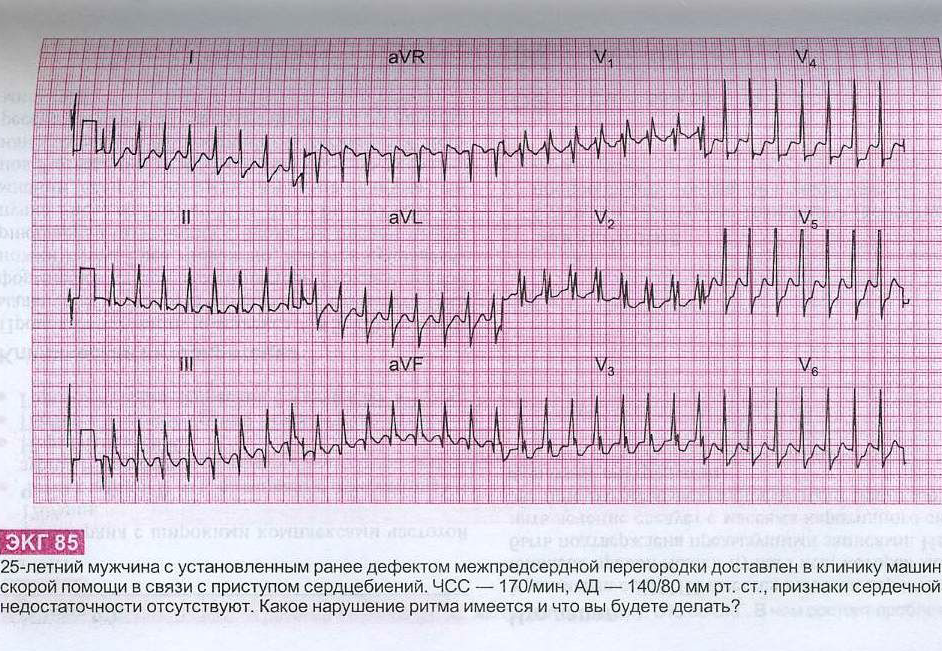 I aVR V1 V4
II aVL V2 V5
III aVF V3 V6
ЭКГ 85
25-летний мужчина с установленным ранее дефектом межпредсердной перегородки доставлен в клинику машин
скорой помощи в связи с приступом сердцебиений. ЧСС — 170/мин, АД — 140/80 мм рт. ст., признаки сердечной
недостаточности отсутствуют. Какое нарушение ритма имеется и что вы будете делать?